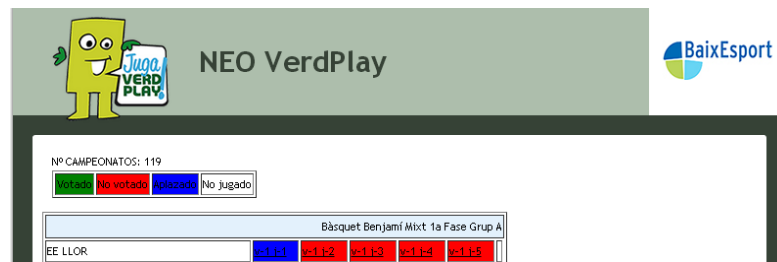 Juga
VERD
PLAY!
NEO VerdPlay
BaixEsport
Nº CAMPEONATOS: 119
Votado No votado Aplazado No jugado
Bàsquet Benjamí Mixt 1a Fase Grup A
EE LLOR v-1 j-1 v-1 j-2 v-1 j-3 v-1 j-4 v-1 j-5